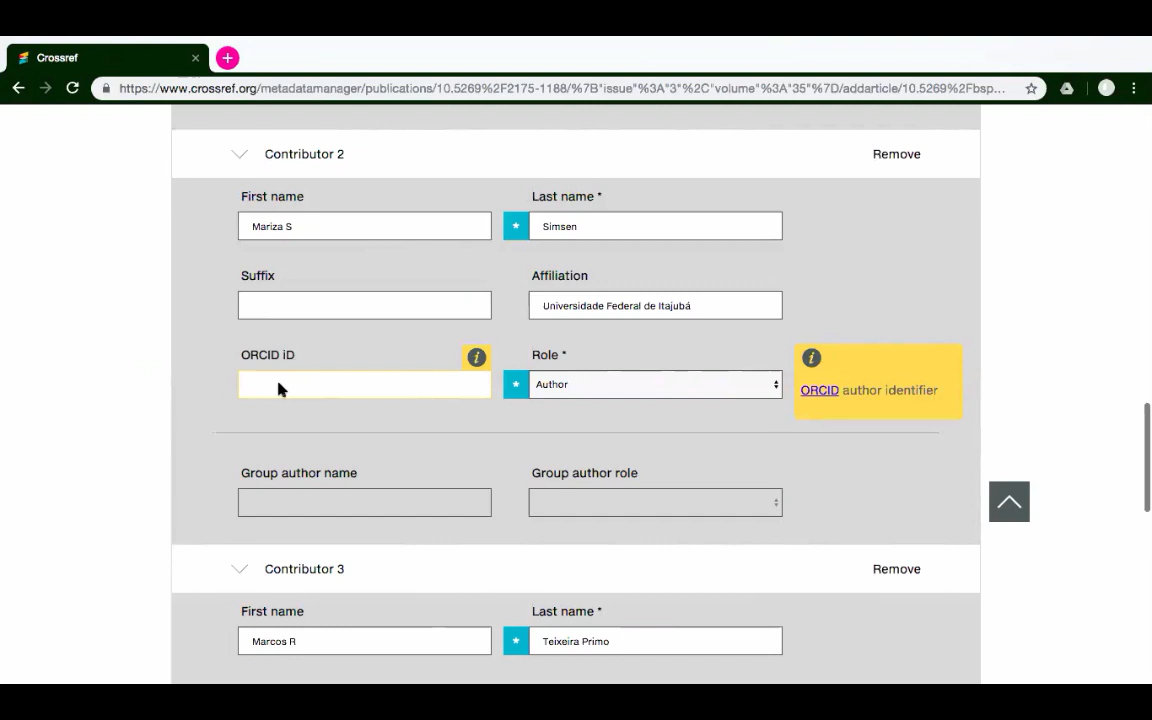 Crossref
https://www.crossref.org/metadatamanager/publications/10.5269%2F2175-1188/%7B"issue"%3A"3"%2C"volume"%3A"35"%7D/addarticle/10.5269%2Fbsp...
Contributor 2
Remove
First name
Last name *
Mariza S
Simsen
Suffix
Affiliation
Universidade Federal de Itajubá
ORCID iD
Role *
Author
ORCID author identifier
Group author name
Group author role
Contributor 3
Remove
First name
Last name *
Marcos R
Teixeira Primo